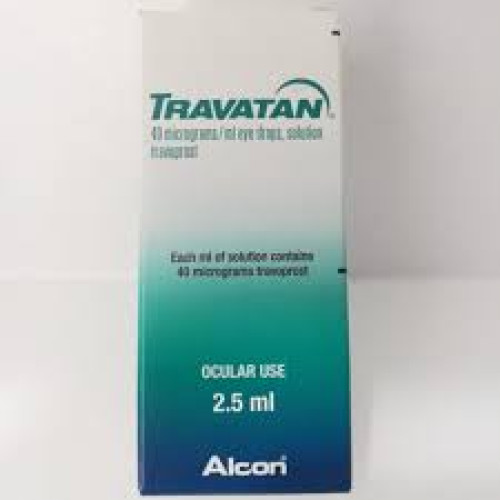 TRAVATAN
40 micrograms/ml eye drops, solution
travoprost
Each ml of solution contains
40 micrograms travoprost
OCULAR USE
2.5 ml
Alcon